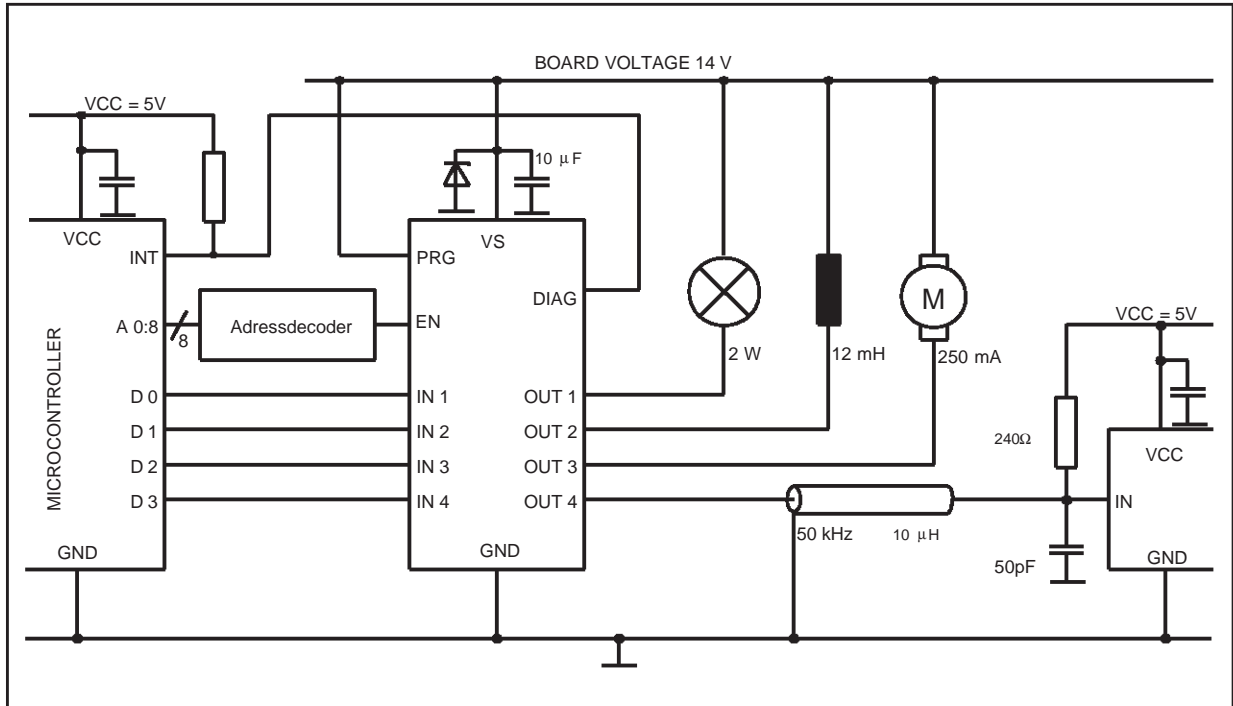 BOARD VOLTAGE 14 V
VCC = 5V
10 μF
VCC
INT
A 0:8
8
Adressdecoder
D 0
D 1
D 2
D 3
MICROCONTROLLER
GND
VS
PRG
EN
DIAG
IN 1
IN 2
IN 3
IN 4
OUT 1
OUT 2
OUT 3
OUT 4
GND
2 W
12 mH
M
250 mA
50 kHz
10 μH
VCC = 5V
240Ω
50pF
VCC
IN
GND